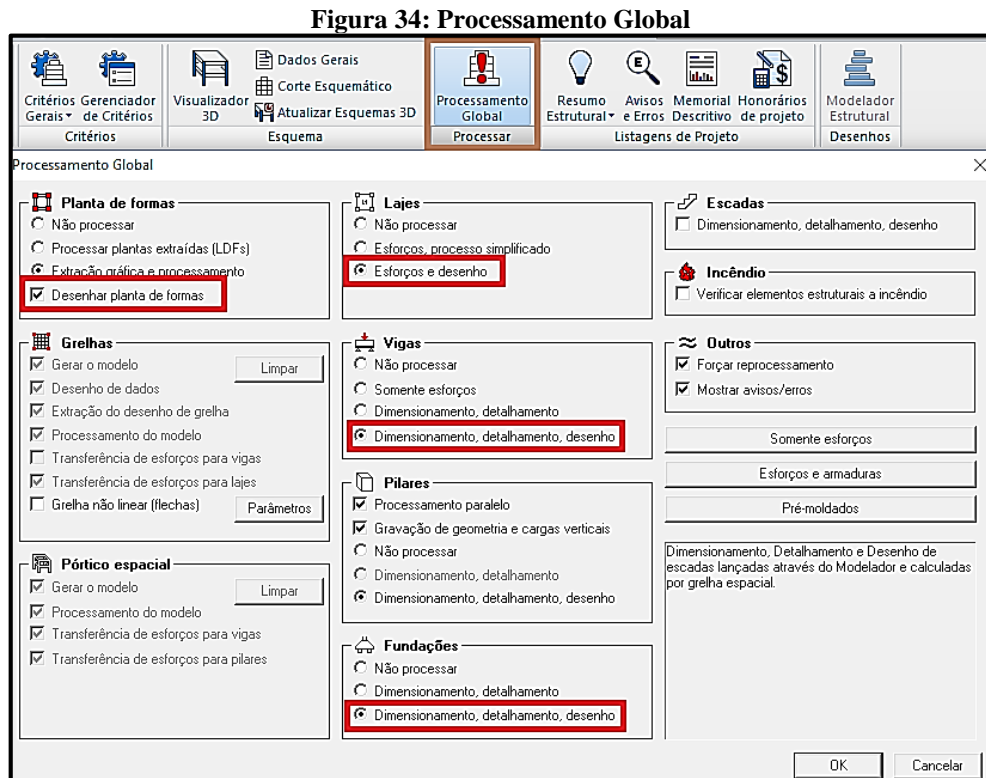 Figura 34: Processamento Global
Critérios Gerais
Gerenciador de Critérios
Critérios
Visualizador 3D
Dados Gerais
Corte Esquemático
Atualizar Esquemas 3D
Esquema
Processamento Global
Processar
Resumo Estrutural
Avisos e Erros
Memorial Descritivo
Honorários de projeto
Listagens de Projeto
Modelador Estrutural
Desenhos
Processamento Global
Planta de formas
Não processar
Processar plantas extraídas (LDFs)
Extração gráfica e processamento
Desenhar planta de formas
Grelhas
Gerar o modelo
Limpar
Desenho de dados
Extração do desenho de grelha
Processamento do modelo
Transferência de esforços para vigas
Transferência de esforços para lajes
Grelha não linear (flechas)
Parâmetros
Pórtico espacial
Gerar o modelo
Limpar
Processamento do modelo
Transferência de esforços para vigas
Transferência de esforços para pilares
Lajes
Não processar
Esforços, processo simplificado
Esforços e desenho
Vigas
Não processar
Somente esforços
Dimensionamento, detalhamento
Dimensionamento, detalhamento, desenho
Pilares
Processamento paralelo
Gravação de geometria e cargas verticais
Não processar
Dimensionamento, detalhamento
Dimensionamento, detalhamento, desenho
Fundações
Não processar
Dimensionamento, detalhamento
Dimensionamento, detalhamento, desenho
Escadas
Dimensionamento, detalhamento, desenho
Incêndio
Verificar elementos estruturais a incêndio
Outros
Forçar reprocessamento
Mostrar avisos/erros
Somente esforços
Esforços e armaduras
Pré-moldados
Dimensionamento, Detalhamento e Desenho de
escadas lançadas através do Modelador e calculadas
por grelha espacial.
OK
Cancelar